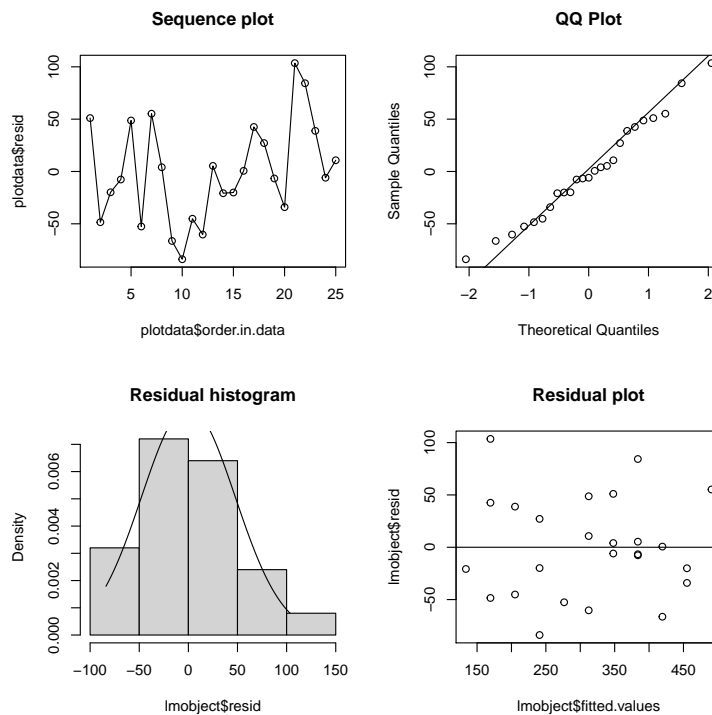 Sequence plot
plotdata$resid
−50 0 50 100
5 10 15 20 25
plotdata$order.in.data
QQ Plot
Sample Quantiles
−50 0 50 100
−2 −1 0 1 2
Theoretical Quantiles
Residual histogram
Density
0.000 0.002 0.004 0.006
−100 −50 0 50 100 150
lmobject$resid
Residual plot
lmobject$resid
−50 0 50 100
150 250 350 450
lmobject$fitted.values